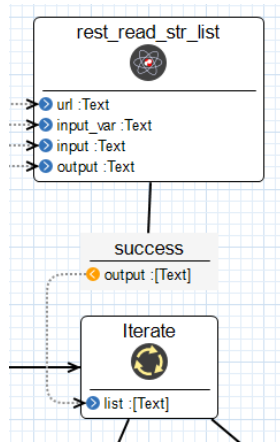 rest_read_str_list
url :Text
input_var :Text
input :Text
output :Text
success
output :[Text]
Iterate
list :[Text]